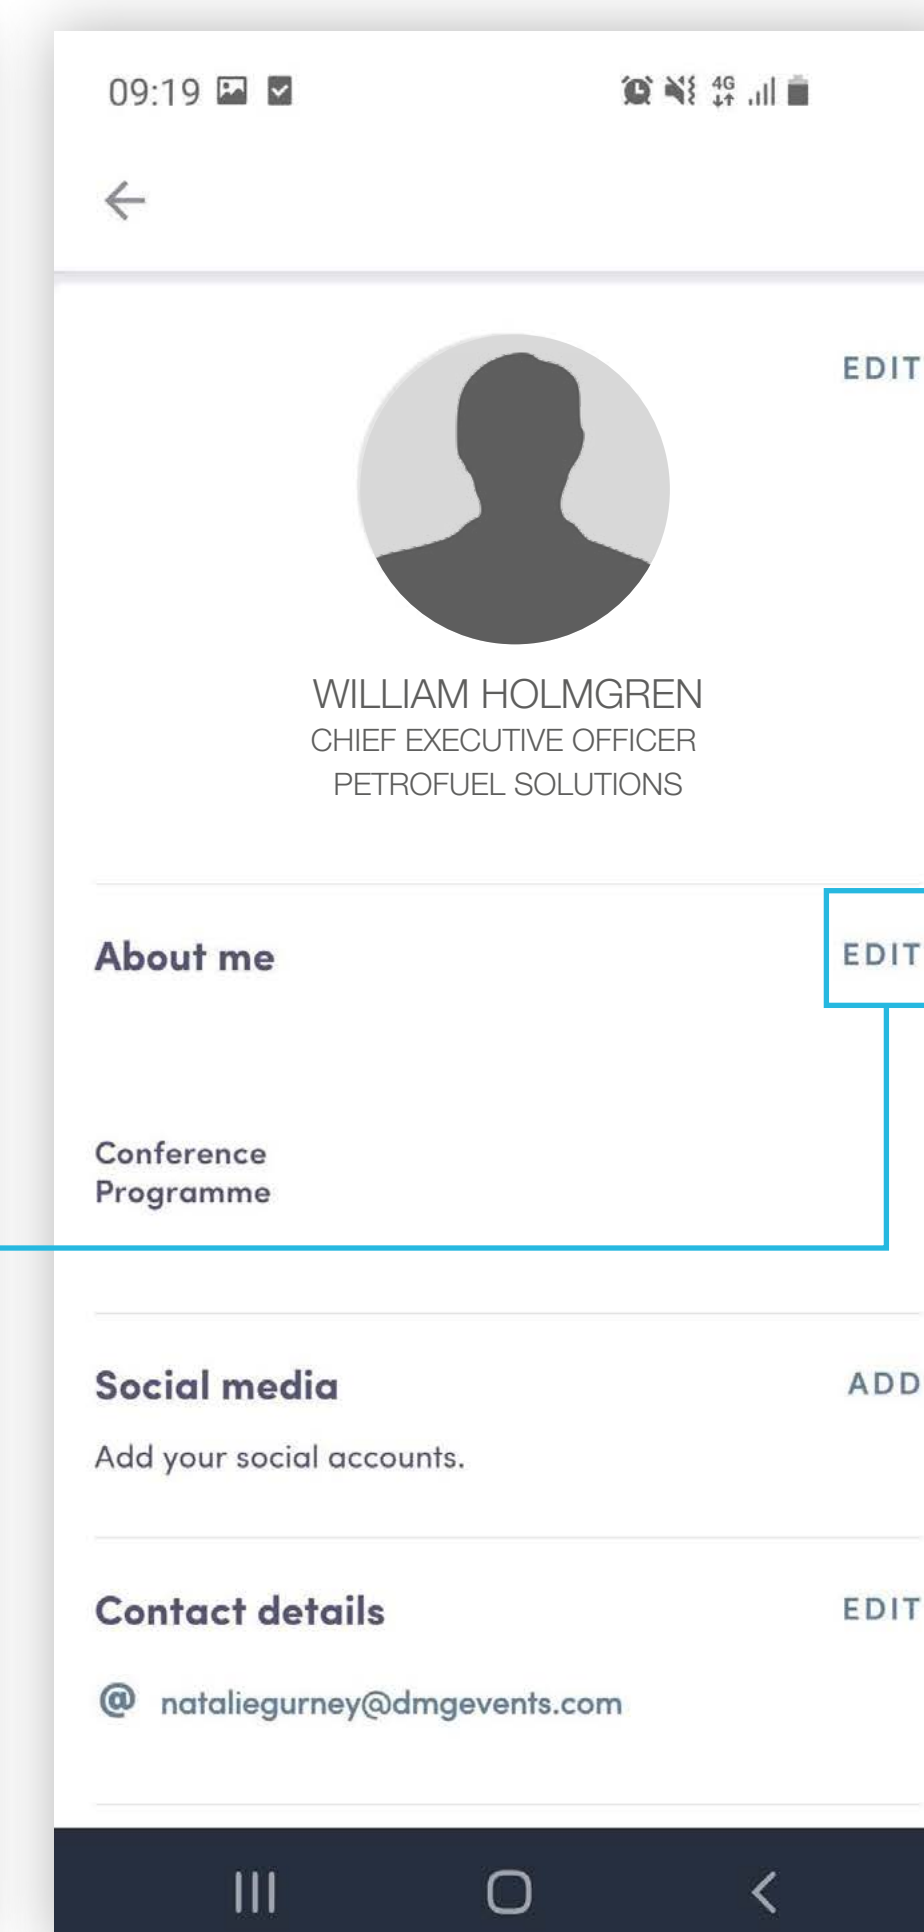 09:19
4G
EDIT
WILLIAM HOLMGREN
CHIEF EXECUTIVE OFFICER
PETROFUEL SOLUTIONS
About me
EDIT
Conference
Programme
Social media
ADD
Add your social accounts.
Contact details
EDIT
@ nataliegurney@dmgevents.com